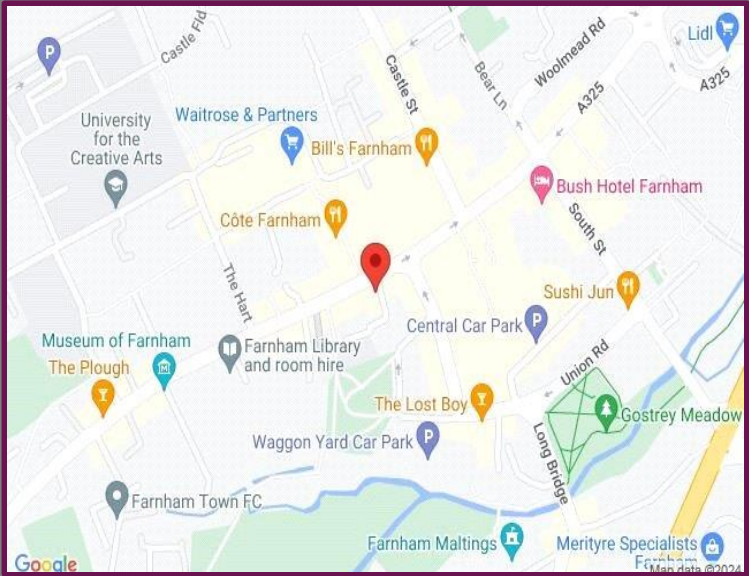 P
Castle Fld
Castle St
Bear Ln
Woolmead Rd
A325
Lidl
A325
University
for the
Creative Arts
Waitrose & Partners
Bill's Farnham
Bush Hotel Farnham
Côte Farnham
South St
The Hart
Sushi Jun
Central Car Park
P
Museum of Farnham
Farnham Library
and room hire
The Plough
Union Rd
The Lost Boy
Gostrey Meadow
Waggon Yard Car Park
P
Long Bridge
Farnham Town FC
Farnham Maltings
Merityre Specialists
Farnham
Google
Map data ©2024